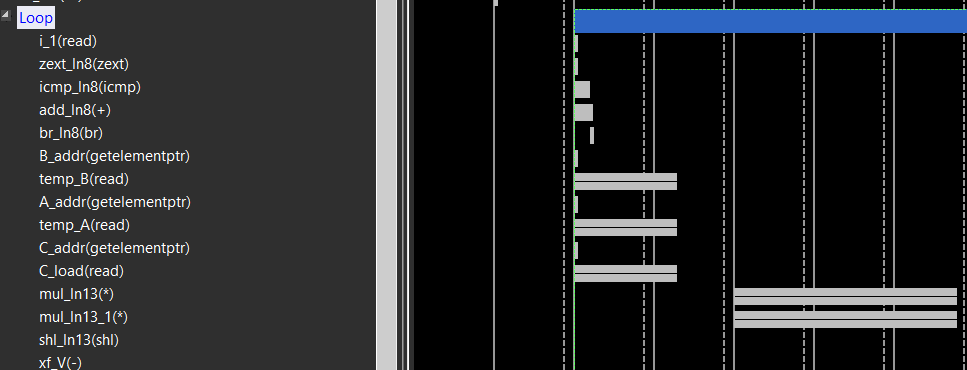 Loop
i_1(read)
zext_ln8(zext)
icmp_ln8(icmp)
add_ln8(+)
br_ln8(br)
B_addr(getelementptr)
temp_B(read)
A_addr(getelementptr)
temp_A(read)
C_addr(getelementptr)
C_load(read)
mul_ln13(*)
mul_ln13_1(*)
shl_ln13(shl)
xf_V(-)